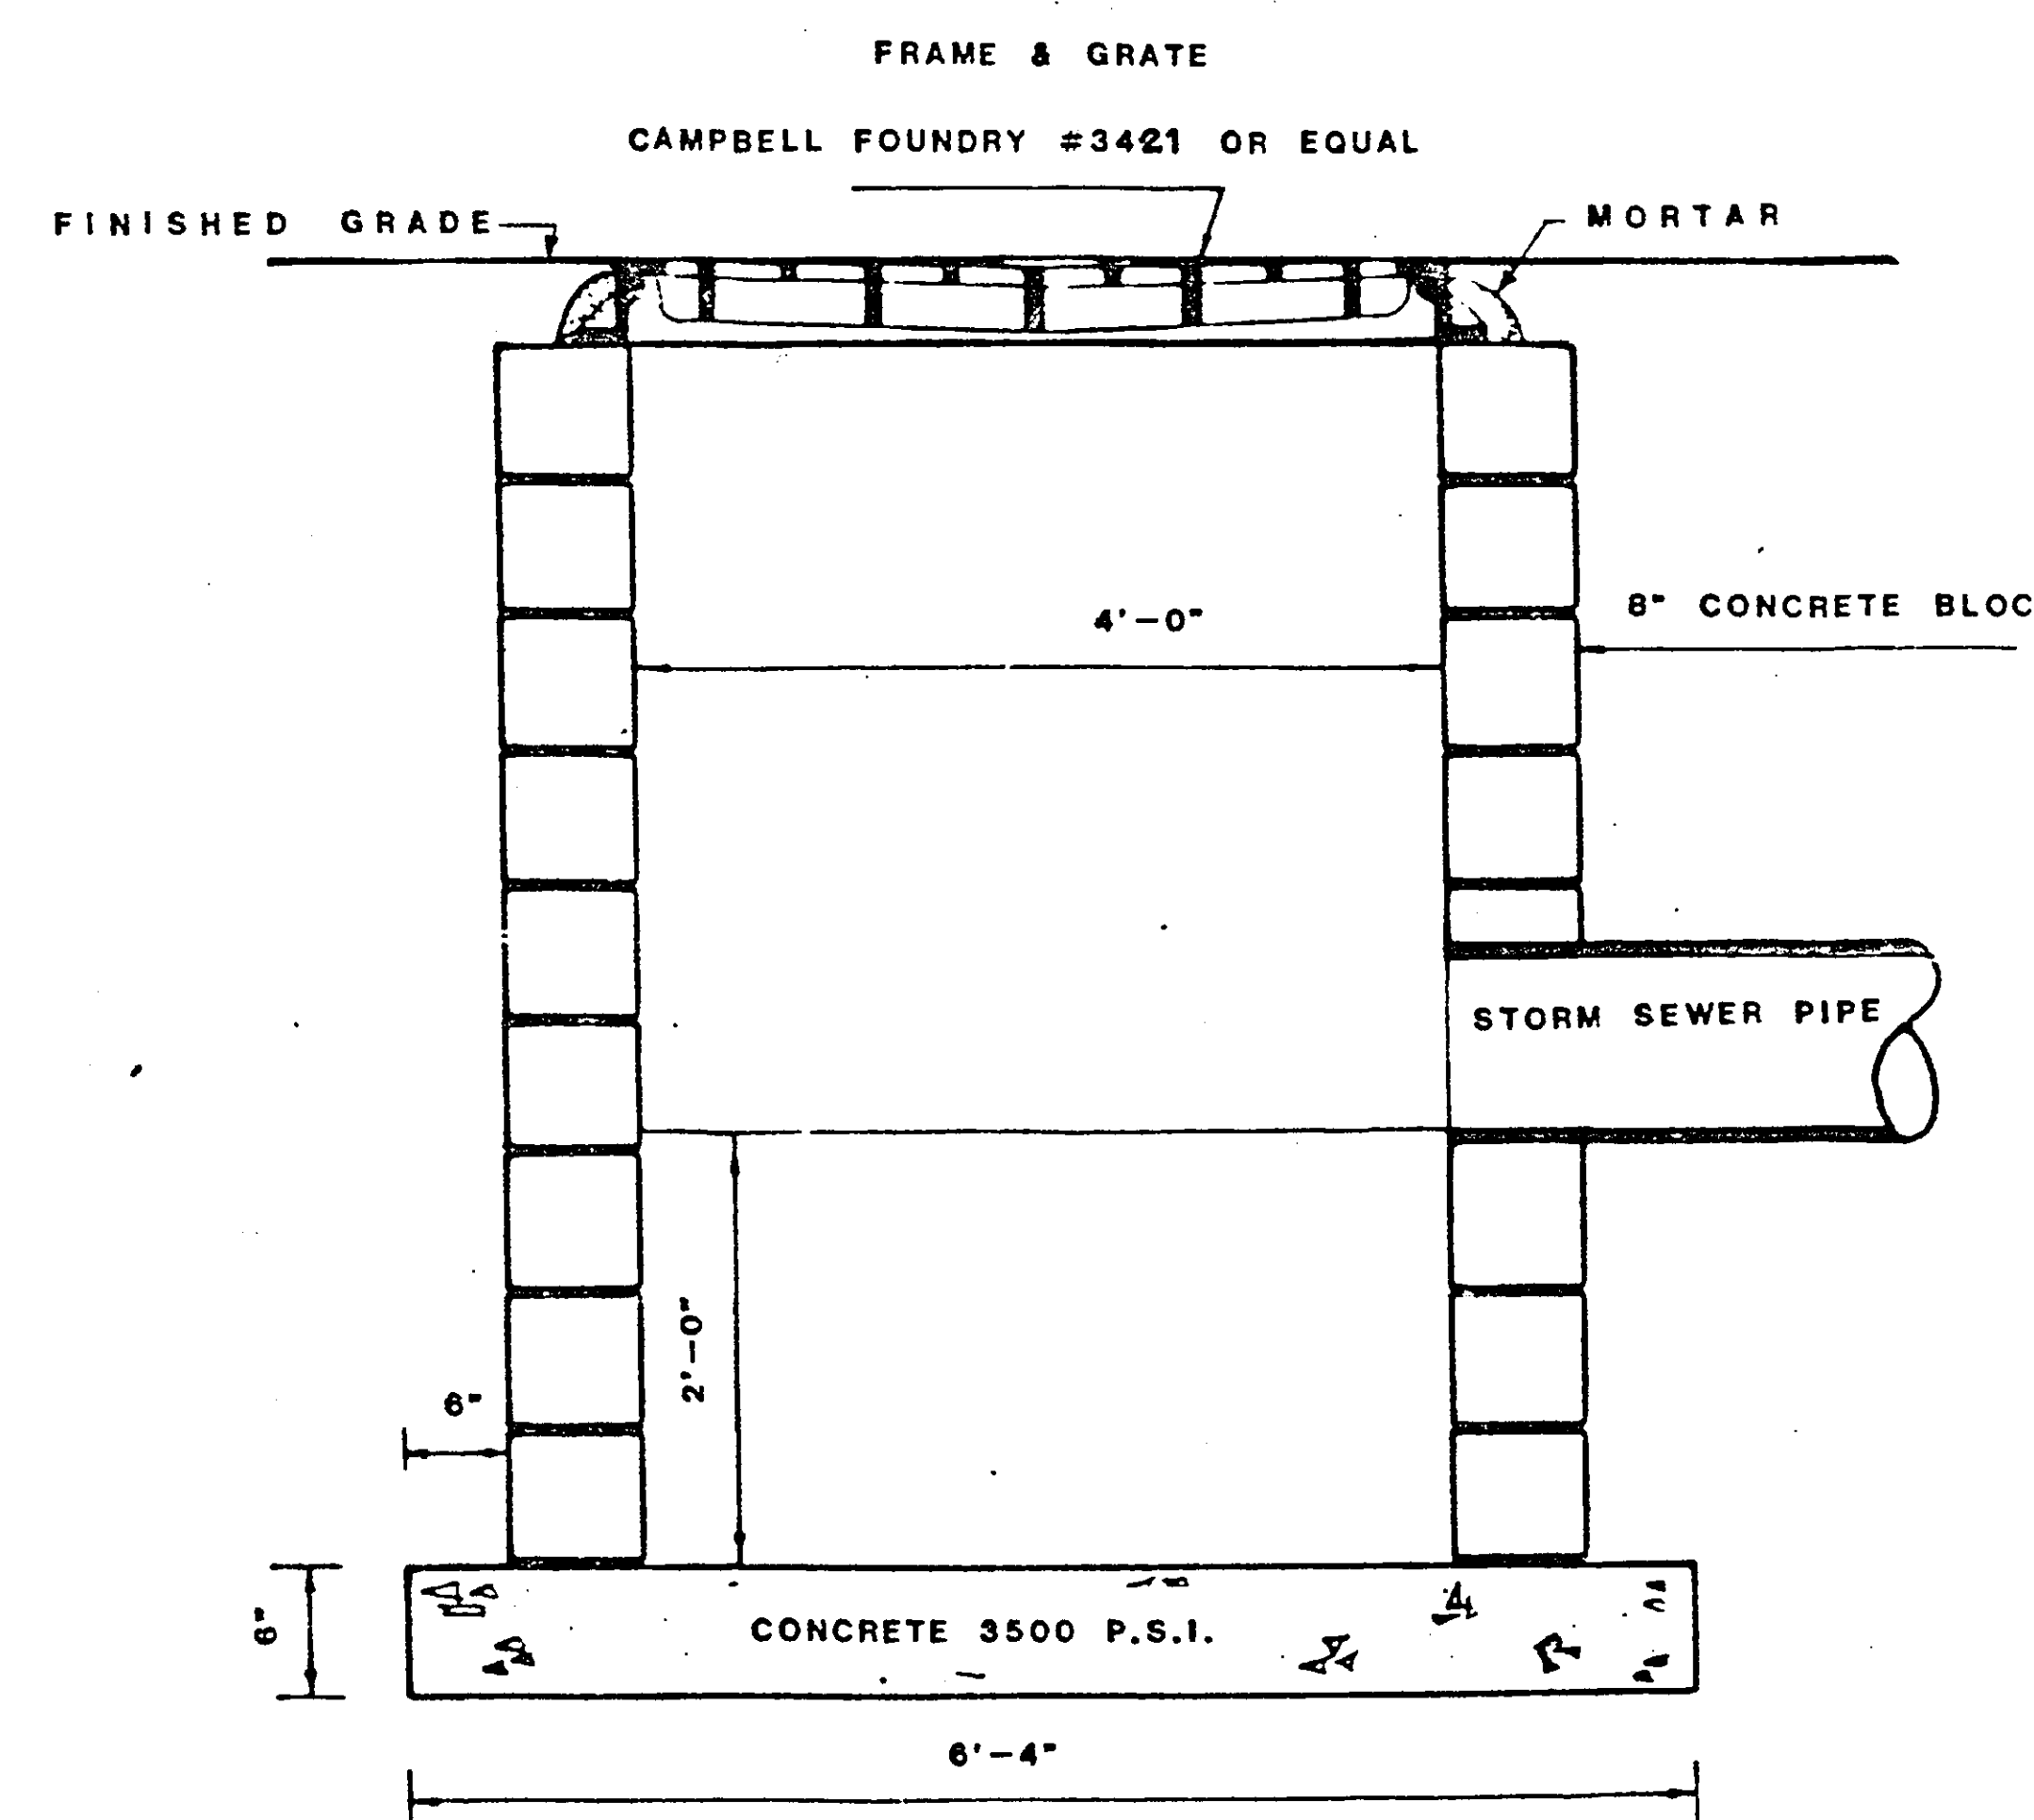 FRAME & GRATE
CAMPBELL FOUNDRY #3421 OR EQUAL
FINISHED GRADE
MORTAR
8" CONCRETE BLOC
4'-0"
STORM SEWER PIPE
2'-0"
6"
6"
CONCRETE 3500 P.S.I.
6'-4"